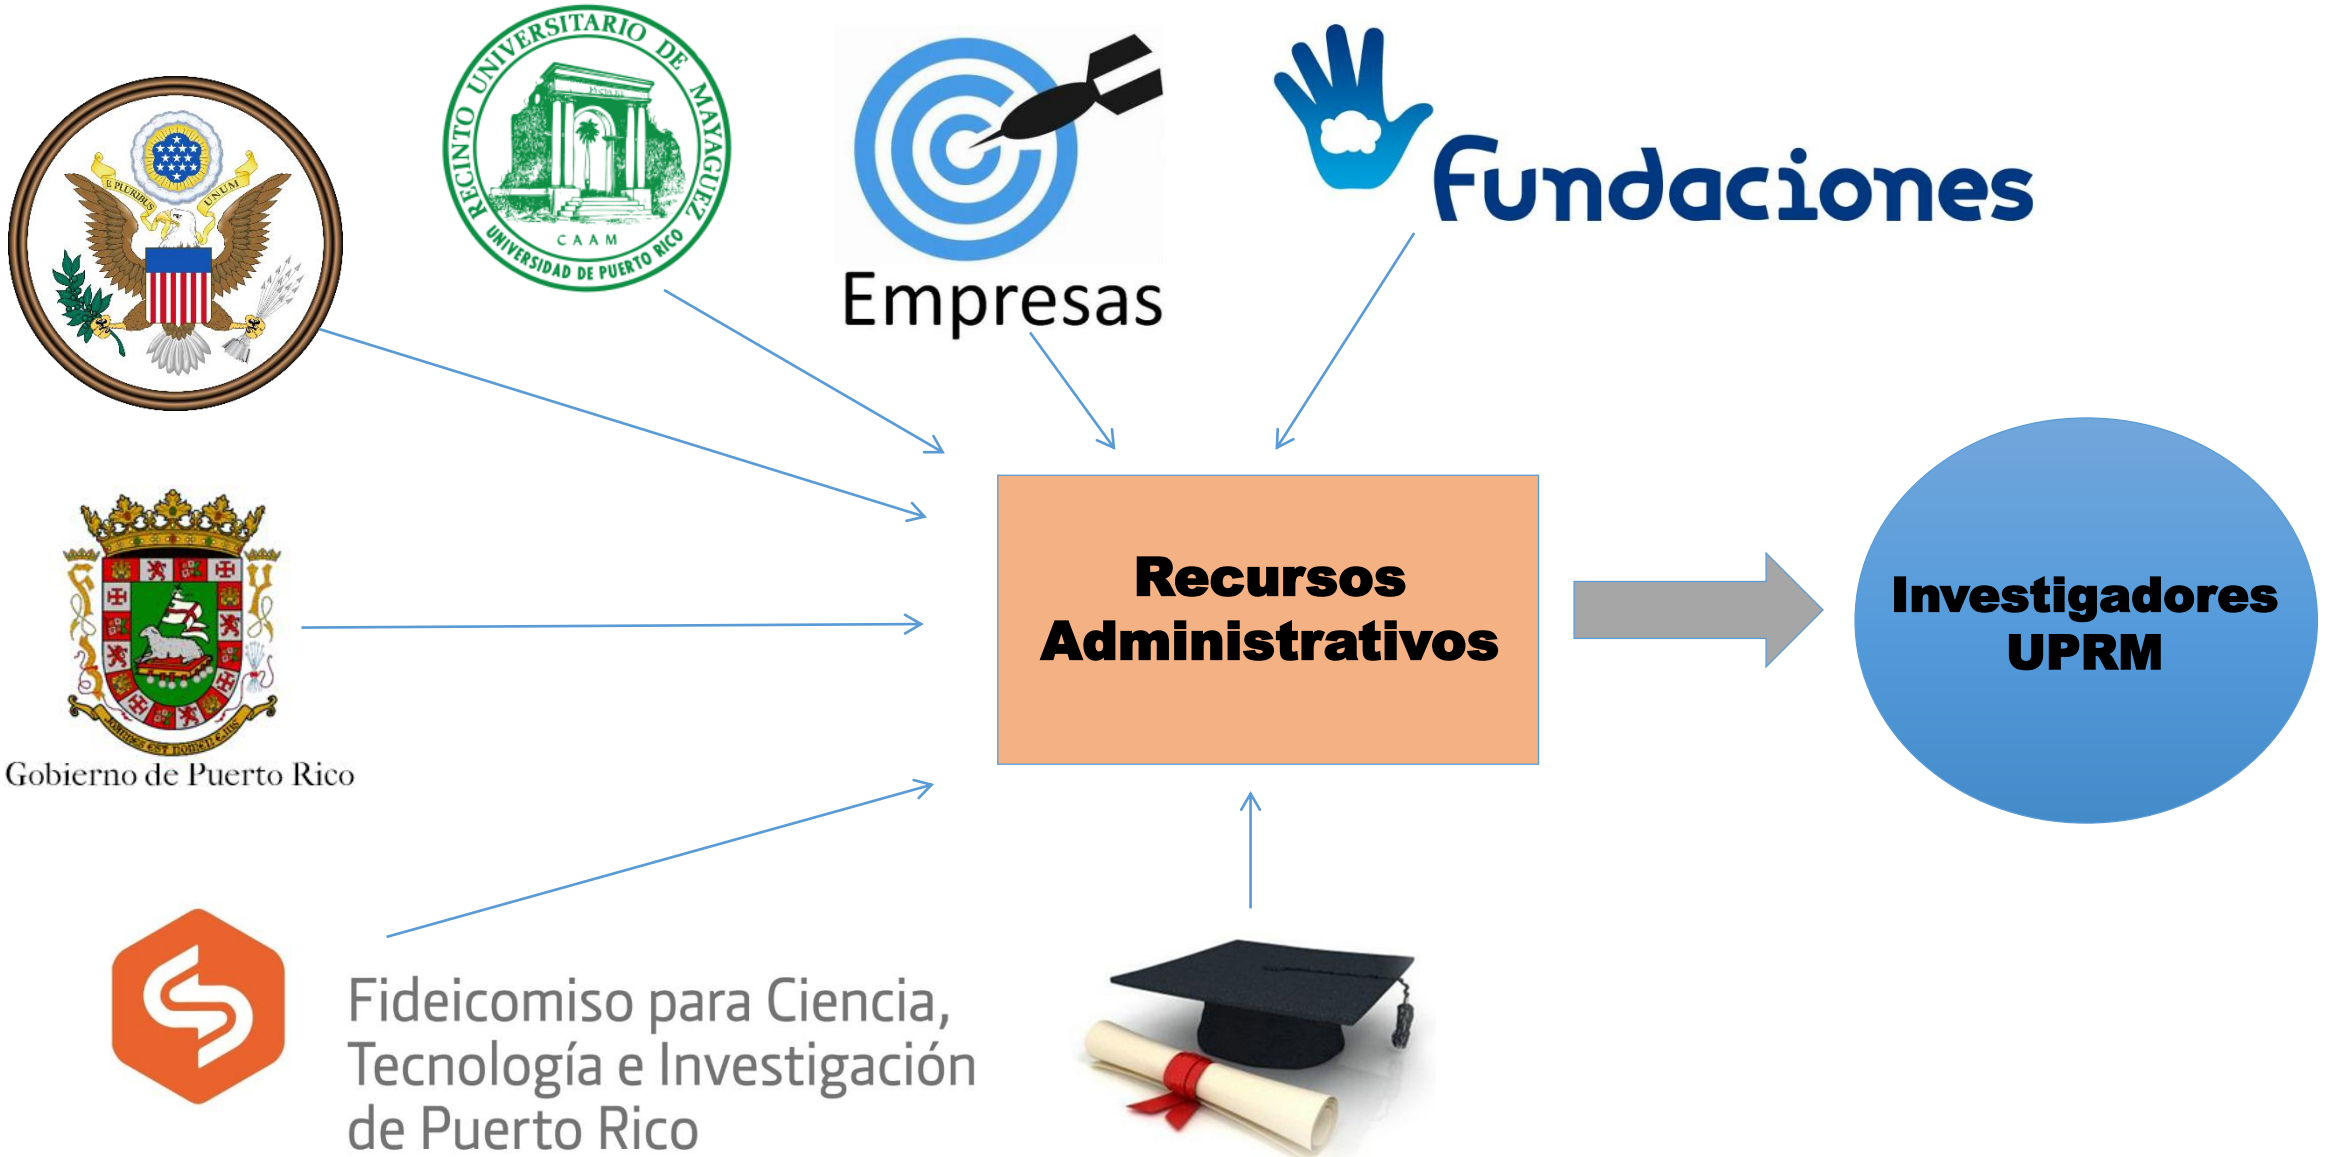 E PLURIBUS UNUM
RECINTO UNIVERSITARIO DE MAYAGUEZ
CAAM
UNIVERSIDAD DE PUERTO RICO
Empresas
Fundaciones
Recursos
Administrativos
Investigadores
UPRM
Gobierno de Puerto Rico
Fideicomiso para Ciencia,
Tecnología e Investigación
de Puerto Rico